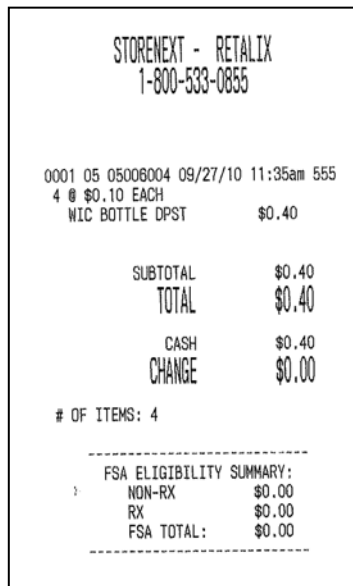 STORENEXT - RETALIX
1-800-533-0855
0001 05 05006004 09/27/10 11:35am 555
4 @ $0.10 EACH
WIC BOTTLE DPST $0.40
SUBTOTAL $0.40
TOTAL $0.40
CASH $0.40
CHANGE $0.00
# OF ITEMS: 4
--------------------------
FSA ELIGIBILITY SUMMARY:
NON-RX $0.00
RX $0.00
FSA TOTAL: $0.00
--------------------------